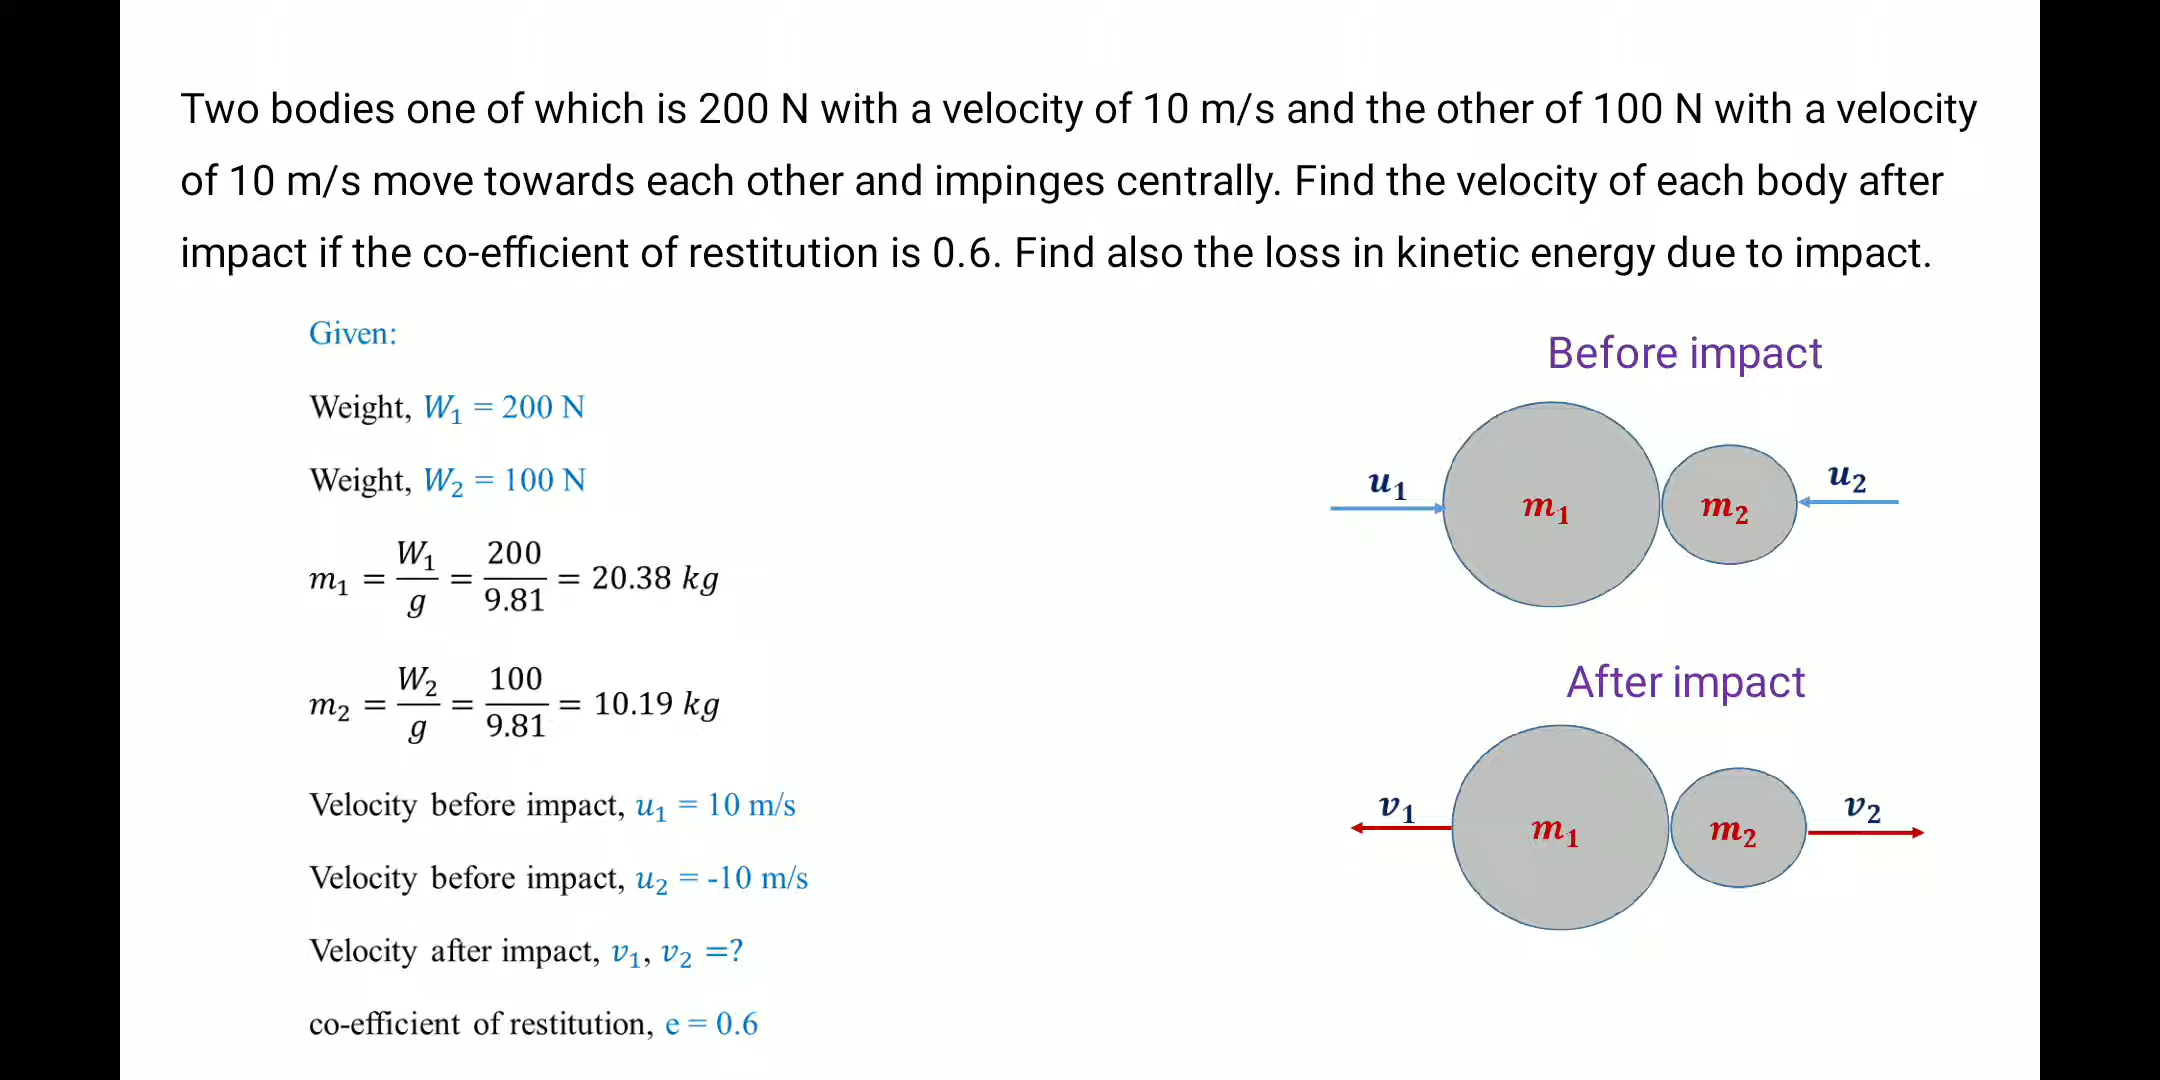 Two bodies one of which is 200 N with a velocity of 10 m/s and the other of 100 N with a velocity
of 10 m/s move towards each other and impinges centrally. Find the velocity of each body after
impact if the co-efficient of restitution is 0.6. Find also the loss in kinetic energy due to impact.
Given:
Weight, W₁ = 200 N
Weight, W₂ = 100 N
m₁ = W₁/g = 200/9.81 = 20.38 kg
m₂ = W₂/g = 100/9.81 = 10.19 kg
Velocity before impact, u₁ = 10 m/s
Velocity before impact, u₂ = -10 m/s
Velocity after impact, v₁, v₂ =?
co-efficient of restitution, e = 0.6
Before impact
u₁ m₁ m₂ u₂
After impact
v₁ m₁ m₂ v₂